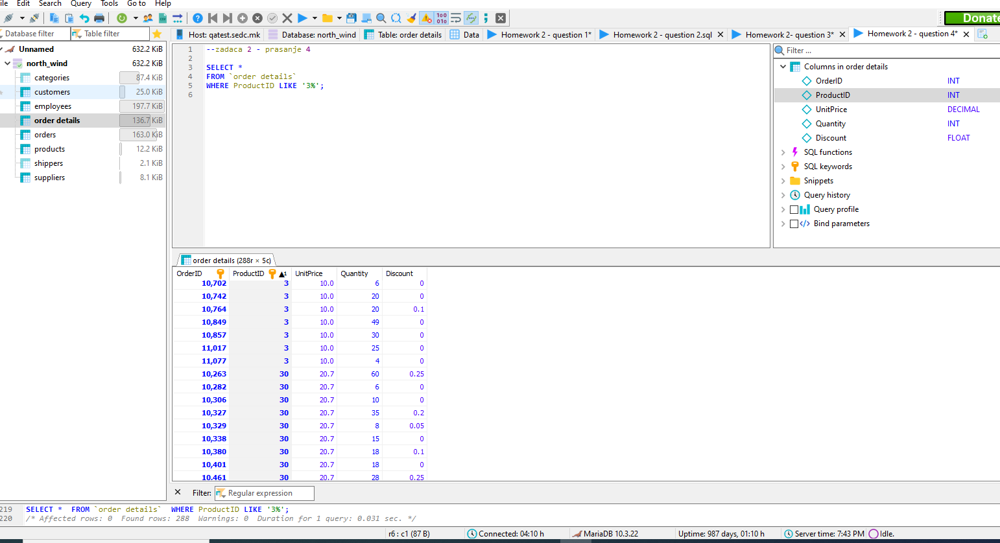 ile Edit Search Query Tools Go to Help
Donate
Database filter Table filter Host: qatest.sedc.mk Database: north_wind Table: order details Data Homework 2 - question 1* Homework 2 - question 2.sql Homework 2- question 3* Homework 2 - question 4*
Unnamed 632.2 KiB
north_wind 632.2 KiB
categories 87.4 KiB
customers 25.0 KiB
employees 197.7 KiB
order details 136.7 KiB
orders 163.0 KiB
products 12.2 KiB
shippers 2.1 KiB
suppliers 8.1 KiB
1 --zadaca 2 - prasanje 4
2
3 SELECT *
4 FROM `order details`
5 WHERE ProductID LIKE '3%';
6
Filter ...
Columns in order details
OrderID INT
ProductID INT
UnitPrice DECIMAL
Quantity INT
Discount FLOAT
SQL functions
SQL keywords
Snippets
Query history
Query profile
Bind parameters
order details (288r × 5c)
OrderID ProductID 1 UnitPrice Quantity Discount
10,702 3 10.0 6 0
10,742 3 10.0 20 0
10,764 3 10.0 20 0.1
10,849 3 10.0 49 0
10,857 3 10.0 30 0
11,017 3 10.0 25 0
11,077 3 10.0 4 0
10,263 30 20.7 60 0.25
10,282 30 20.7 6 0
10,306 30 20.7 10 0
10,327 30 20.7 35 0.2
10,329 30 20.7 8 0.05
10,338 30 20.7 15 0
10,380 30 20.7 18 0.1
10,401 30 20.7 18 0
10,461 30 20.7 28 0.25
Filter: Regular expression
219 SELECT * FROM `order details` WHERE ProductID LIKE '3%';
220 /* Affected rows: 0 Found rows: 288 Warnings: 0 Duration for 1 query: 0.031 sec. */
r6 : c1 (87 B) Connected: 04:10 h MariaDB 10.3.22 Uptime: 987 days, 01:10 h Server time: 7:43 PM Idle.